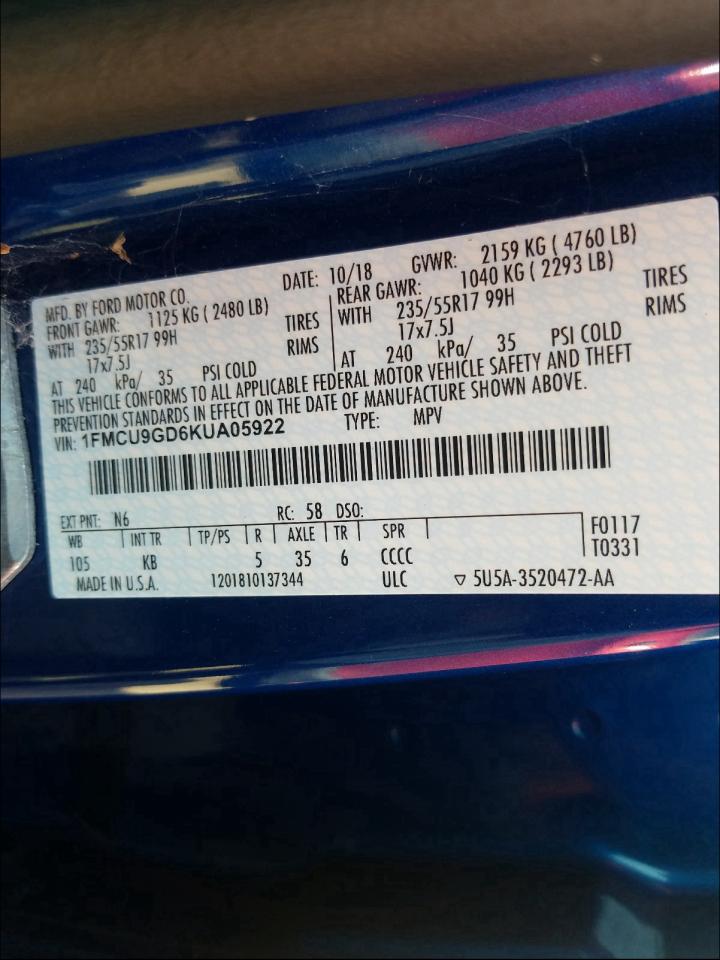 MFD. BY FORD MOTOR CO. DATE: 10/18 GVWR: 2159 KG ( 4760 LB)
FRONT GAWR: 1125 KG ( 2480 LB) REAR GAWR: 1040 KG ( 2293 LB)
WITH 235/55R17 99H TIRES WITH 235/55R17 99H TIRES
17x7.5J RIMS 17x7.5J RIMS
AT 240 kPa/ 35 PSI COLD AT 240 kPa/ 35 PSI COLD
THIS VEHICLE CONFORMS TO ALL APPLICABLE FEDERAL MOTOR VEHICLE SAFETY AND THEFT
PREVENTION STANDARDS IN EFFECT ON THE DATE OF MANUFACTURE SHOWN ABOVE.
VIN: 1FMCU9GD6KUA05922 TYPE: MPV
EXT PNT: N6 RC: 58 DSO:
WB INT TR TP/PS R AXLE TR SPR F0117
105 KB 5 35 6 CCCC T0331
MADE IN U.S.A. 1201810137344 ULC ▽ 5U5A-3520472-AA